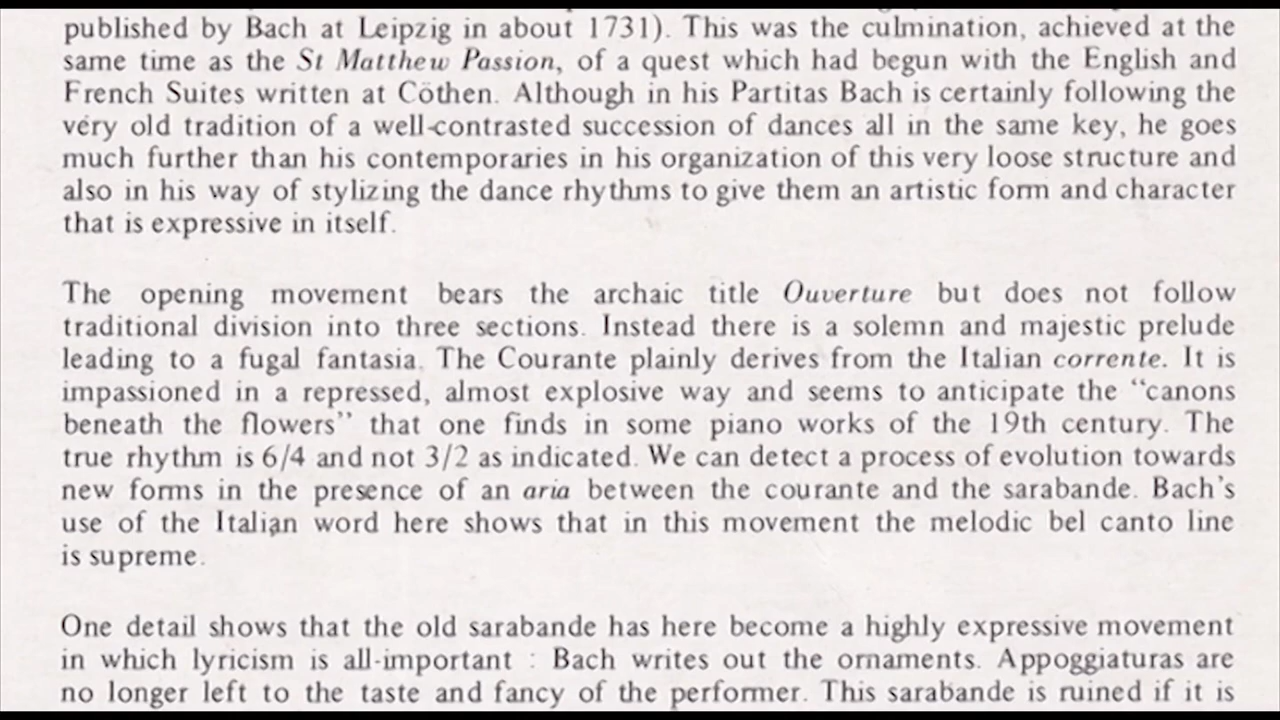 published by Bach at Leipzig in about 1731). This was the culmination, achieved at the
same time as the St Matthew Passion, of a quest which had begun with the English and
French Suites written at Cöthen. Although in his Partitas Bach is certainly following the
very old tradition of a well-contrasted succession of dances all in the same key, he goes
much further than his contemporaries in his organization of this very loose structure and
also in his way of stylizing the dance rhythms to give them an artistic form and character
that is expressive in itself.
The opening movement bears the archaic title Ouverture but does not follow
traditional division into three sections. Instead there is a solemn and majestic prelude
leading to a fugal fantasia. The Courante plainly derives from the Italian corrente. It is
impassioned in a repressed, almost explosive way and seems to anticipate the “canons
beneath the flowers” that one finds in some piano works of the 19th century. The
true rhythm is 6/4 and not 3/2 as indicated. We can detect a process of evolution towards
new forms in the presence of an aria between the courante and the sarabande. Bach's
use of the Italian word here shows that in this movement the melodic bel canto line
is supreme.
One detail shows that the old sarabande has here become a highly expressive movement
in which lyricism is all-important : Bach writes out the ornaments. Appoggiaturas are
no longer left to the taste and fancy of the performer. This sarabande is ruined if it is